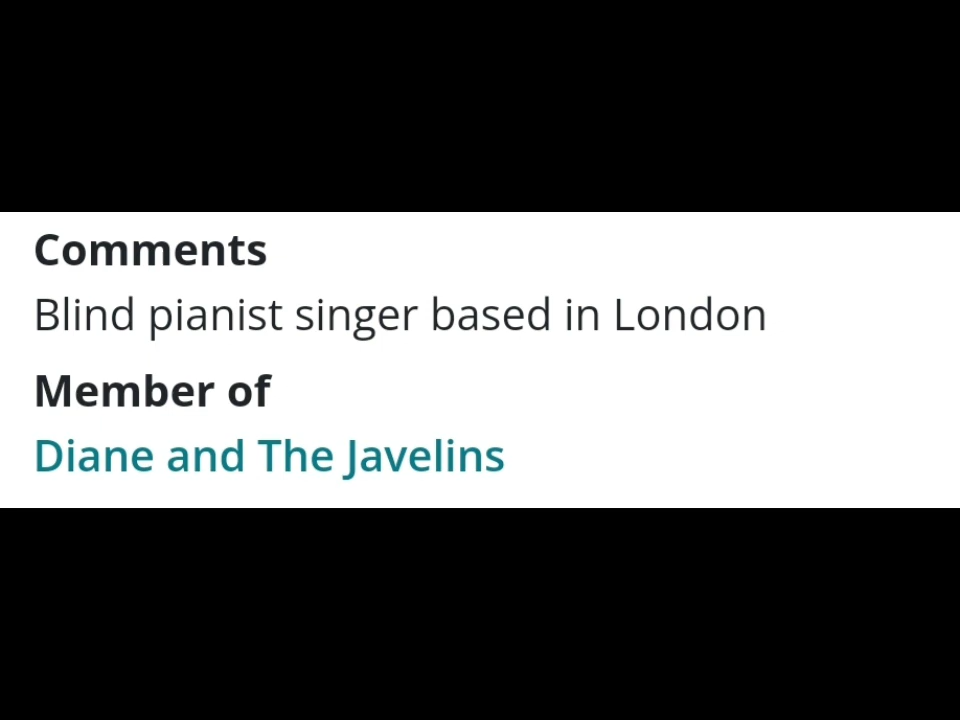 Comments
Blind pianist singer based in London
Member of
Diane and The Javelins